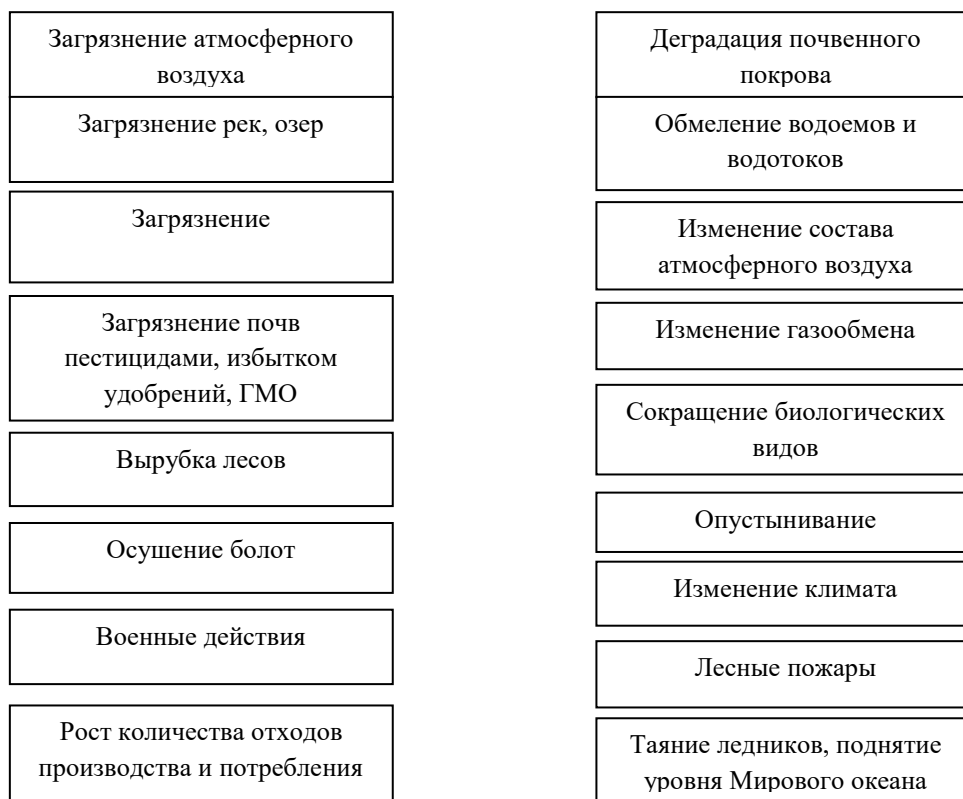 Загрязнение атмосферного
воздуха
Загрязнение рек, озер
Загрязнение
Загрязнение почв
пестицидами, избытком
удобрений, ГМО
Вырубка лесов
Осушение болот
Военные действия
Рост количества отходов
производства и потребления
Деградация почвенного
покрова
Обмеление водоемов и
водотоков
Изменение состава
атмосферного воздуха
Изменение газообмена
Сокращение биологических
видов
Опустынивание
Изменение климата
Лесные пожары
Таяние ледников, поднятие
уровня Мирового океана